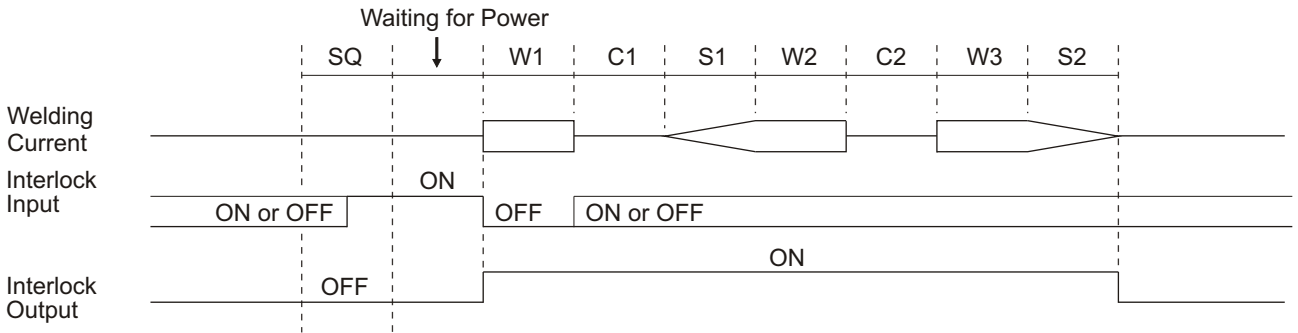 Waiting for Power
SQ W1 C1 S1 W2 C2 W3 S2
Welding
Current
Interlock
Input
ON
ON or OFF OFF ON or OFF
ON
Interlock
Output
OFF